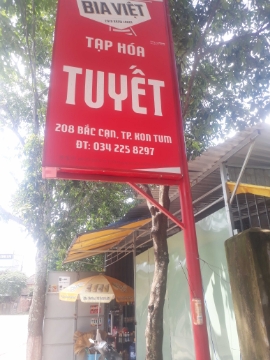 BIA VIỆT
TẠP HÓA
TUYẾT
208 BẮC CẠN, TP. KON TUM
ĐT: 034 225 8297